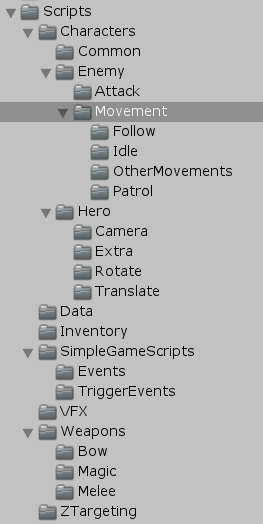 Scripts
Characters
Common
Enemy
Attack
Movement
Follow
Idle
OtherMovements
Patrol
Hero
Camera
Extra
Rotate
Translate
Data
Inventory
SimpleGameScripts
Events
TriggerEvents
VFX
Weapons
Bow
Magic
Melee
ZTargeting